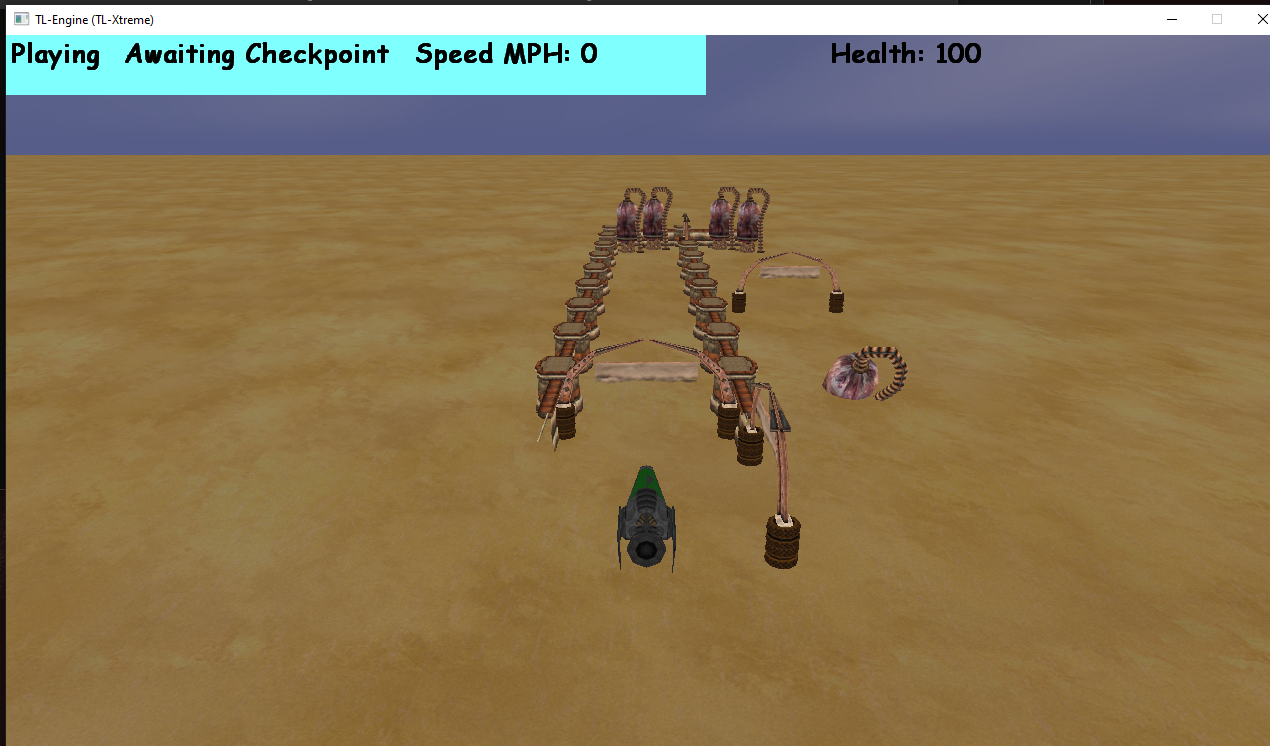 TL-Engine (TL-Xtreme)
Playing Awaiting Checkpoint Speed MPH: 0 Health: 100